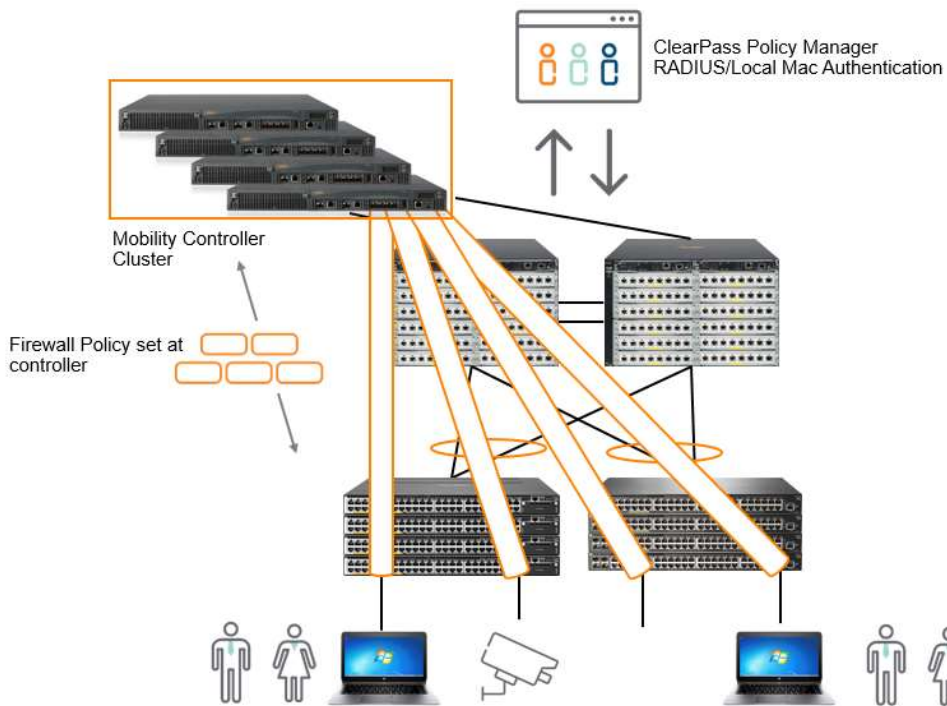 ClearPass Policy Manager
RADIUS/Local Mac Authentication
Mobility Controller
Cluster
Firewall Policy set at
controller